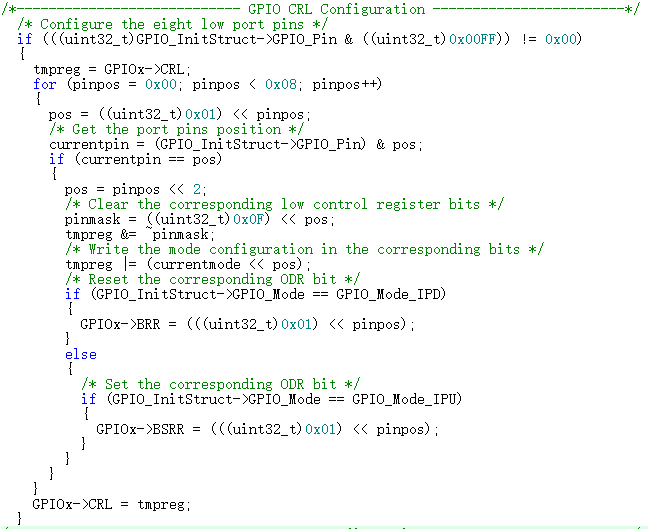 /*---------------------------- GPIO CRL Configuration ------------------------*/
/* Configure the eight low port pins */
if (((uint32_t)GPIO_InitStruct->GPIO_Pin & ((uint32_t)0x00FF)) != 0x00)
{
tmpreg = GPIOx->CRL;
for (pinpos = 0x00; pinpos < 0x08; pinpos++)
{
pos = ((uint32_t)0x01) << pinpos;
/* Get the port pins position */
currentpin = (GPIO_InitStruct->GPIO_Pin) & pos;
if (currentpin == pos)
{
pos = pinpos << 2;
/* Clear the corresponding low control register bits */
pinmask = ((uint32_t)0x0F) << pos;
tmpreg &= ~pinmask;
/* Write the mode configuration in the corresponding bits */
tmpreg |= (currentmode << pos);
/* Reset the corresponding ODR bit */
if (GPIO_InitStruct->GPIO_Mode == GPIO_Mode_IPD)
{
GPIOx->BRR = (((uint32_t)0x01) << pinpos);
}
else
{
/* Set the corresponding ODR bit */
if (GPIO_InitStruct->GPIO_Mode == GPIO_Mode_IPU)
{
GPIOx->BSRR = (((uint32_t)0x01) << pinpos);
}
}
}
}
GPIOx->CRL = tmpreg;
}